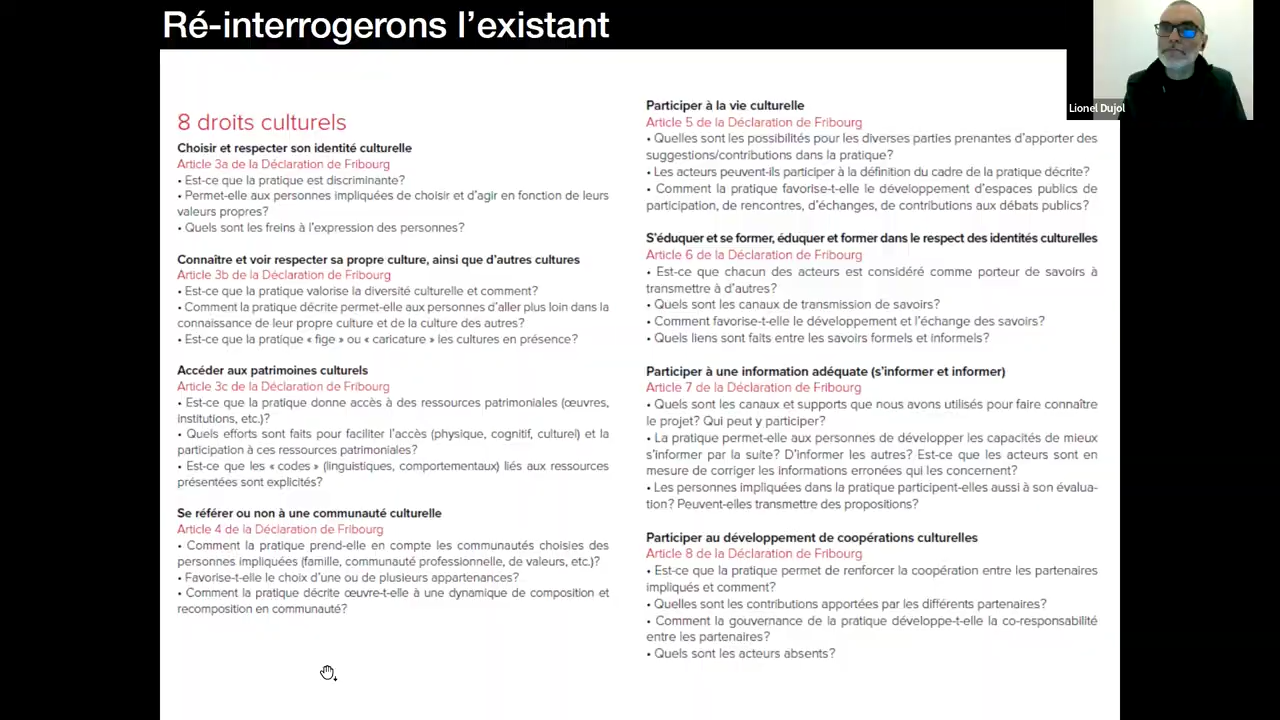 Ré-interrogerons l’existant
Lionel Dujol
8 droits culturels
Choisir et respecter son identité culturelle
Article 3a de la Déclaration de Fribourg
• Est-ce que la pratique est discriminante?
• Permet-elle aux personnes impliquées de choisir et d’agir en fonction de leurs
valeurs propres?
• Quels sont les freins à l’expression des personnes?
Connaître et voir respecter sa propre culture, ainsi que d’autres cultures
Article 3b de la Déclaration de Fribourg
• Est-ce que la pratique valorise la diversité culturelle et comment?
• Comment la pratique décrite permet-elle aux personnes d’aller plus loin dans la
connaissance de leur propre culture et de la culture des autres?
• Est-ce que la pratique « fige » ou « caricature » les cultures en présence?
Accéder aux patrimoines culturels
Article 3c de la Déclaration de Fribourg
• Est-ce que la pratique donne accès à des ressources patrimoniales (œuvres,
institutions, etc.)?
• Quels efforts sont faits pour faciliter l’accès (physique, cognitif, culturel) et la
participation à ces ressources patrimoniales?
• Est-ce que les « codes » (linguistiques, comportementaux) liés aux ressources
présentées sont explicités?
Se référer ou non à une communauté culturelle
Article 4 de la Déclaration de Fribourg
• Comment la pratique prend-elle en compte les communautés choisies des
personnes impliquées (famille, communauté professionnelle, de valeurs, etc.)?
• Favorise-t-elle le choix d’une ou de plusieurs appartenances?
• Comment la pratique décrite œuvre-t-elle à une dynamique de composition et
recomposition en communauté?
Participer à la vie culturelle
Article 5 de la Déclaration de Fribourg
• Quelles sont les possibilités pour les diverses parties prenantes d’apporter des
suggestions/contributions dans la pratique?
• Les acteurs peuvent-ils participer à la définition du cadre de la pratique décrite?
• Comment la pratique favorise-t-elle le développement d’espaces publics de
participation, de rencontres, d’échanges, de contributions aux débats publics?
S’éduquer et se former, éduquer et former dans le respect des identités culturelles
Article 6 de la Déclaration de Fribourg
• Est-ce que chacun des acteurs est considéré comme porteur de savoirs à
transmettre à d’autres?
• Quels sont les canaux de transmission de savoirs?
• Comment favorise-t-elle le développement et l’échange des savoirs?
• Quels liens sont faits entre les savoirs formels et informels?
Participer à une information adéquate (s’informer et informer)
Article 7 de la Déclaration de Fribourg
• Quels sont les canaux et supports que nous avons utilisés pour faire connaître
le projet? Qui peut y participer?
• La pratique permet-elle aux personnes de développer les capacités de mieux
s’informer par la suite? D’informer les autres? Est-ce que les acteurs sont en
mesure de corriger les informations erronées qui les concernent?
• Les personnes impliquées dans la pratique participent-elles aussi à son évalua-
tion? Peuvent-elles transmettre des propositions?
Participer au développement de coopérations culturelles
Article 8 de la Déclaration de Fribourg
• Est-ce que la pratique permet de renforcer la coopération entre les partenaires
impliqués et comment?
• Quelles sont les contributions apportées par les différents partenaires?
• Comment la gouvernance de la pratique développe-t-elle la co-responsabilité
entre les partenaires?
• Quels sont les acteurs absents?